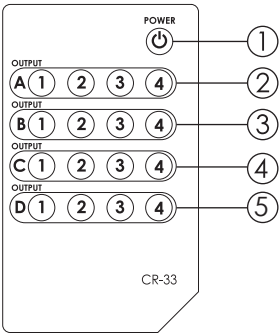 POWER
1
OUTPUT
A 1 2 3 4 2
OUTPUT
B 1 2 3 4 3
OUTPUT
C 1 2 3 4 4
OUTPUT
D 1 2 3 4 5
CR-33